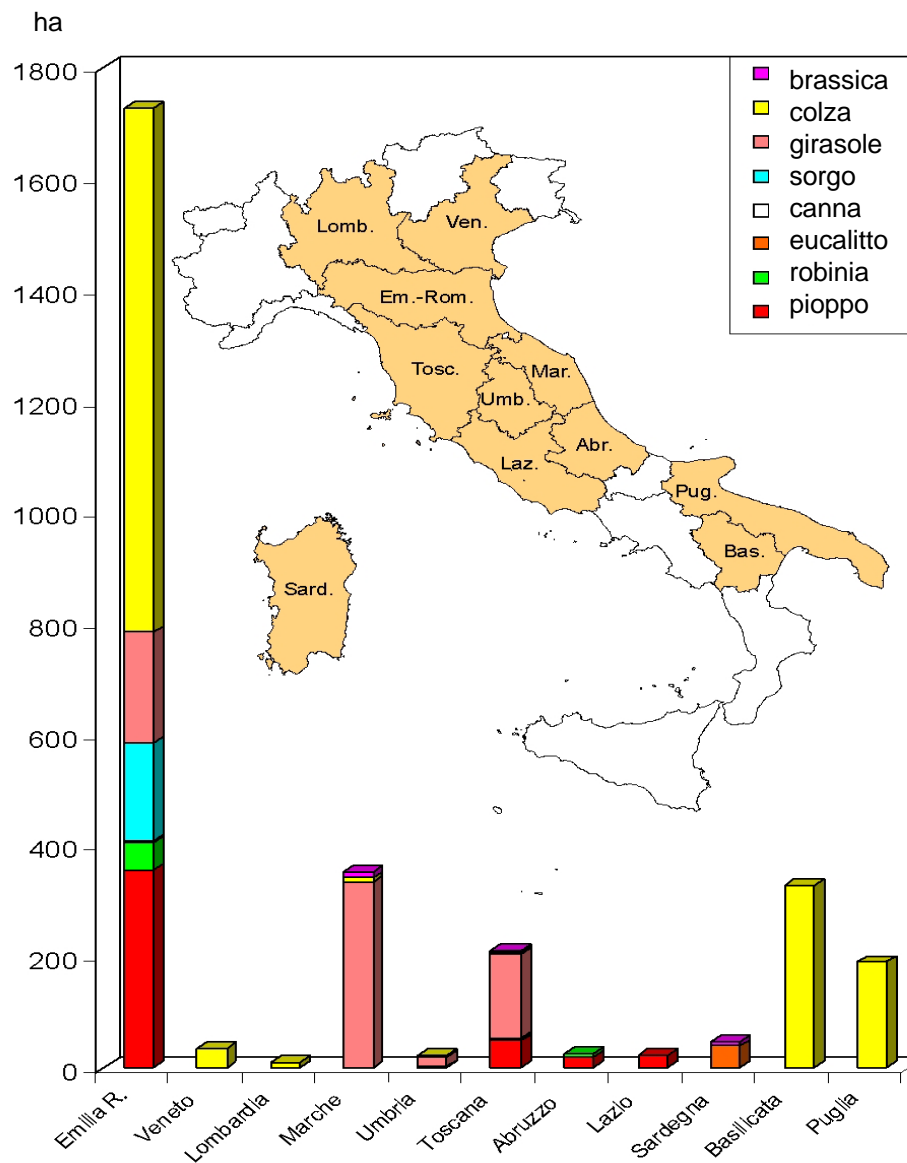 ha
1800
1600
1400
1200
1000
800
600
400
200
0
brassica
colza
girasole
sorgo
canna
eucalitto
robinia
pioppo
Lomb.
Ven.
Em.-Rom.
Tosc.
Mar.
Umb.
Abr.
Laz.
Pug.
Bas.
Sard.
Emilia R.
Veneto
Lombardia
Marche
Umbria
Toscana
Abruzzo
Lazio
Sardegna
Basilicata
Puglia